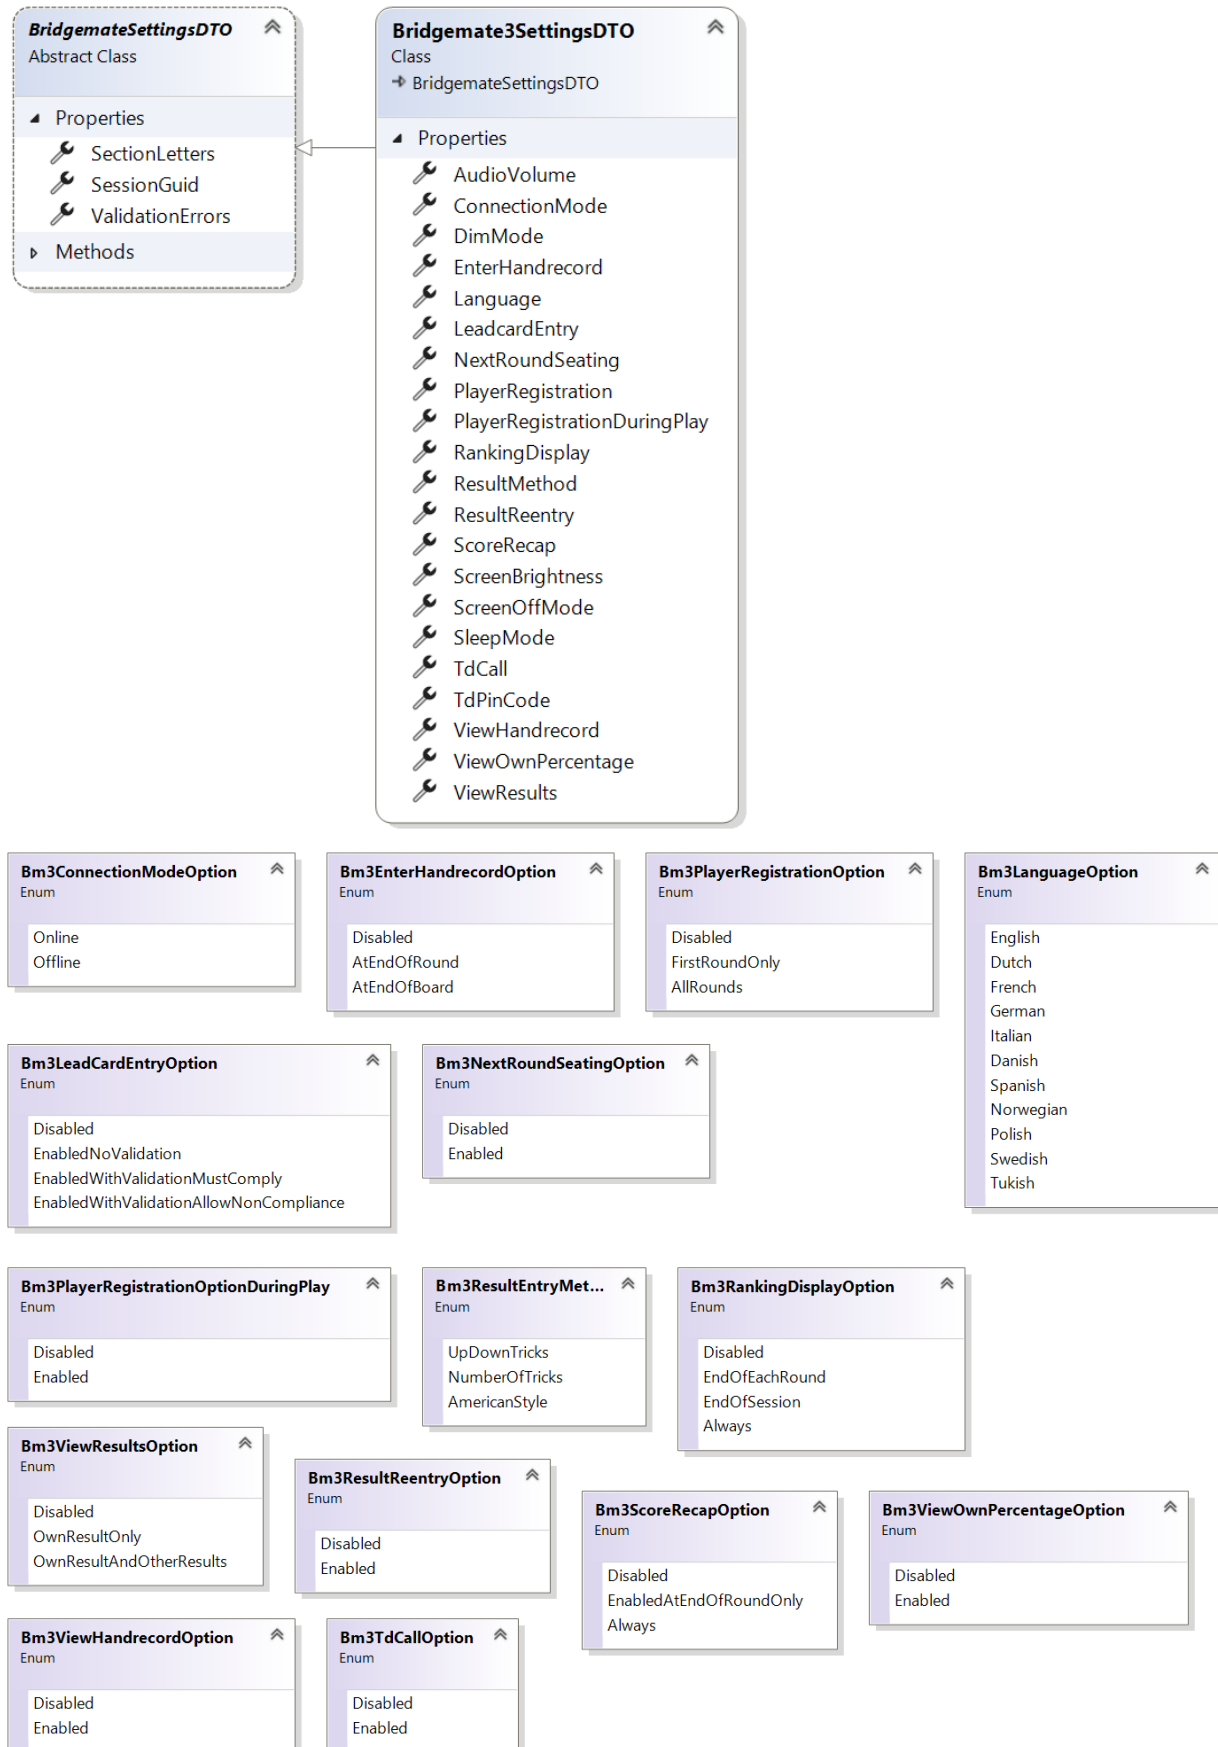 BridgemateSettingsDTO
Abstract Class
Properties
SectionLetters
SessionGuid
ValidationErrors
Methods
Bridgemate3SettingsDTO
Class
BridgemateSettingsDTO
Properties
AudioVolume
ConnectionMode
DimMode
EnterHandrecord
Language
LeadcardEntry
NextRoundSeating
PlayerRegistration
PlayerRegistrationDuringPlay
RankingDisplay
ResultMethod
ResultReentry
ScoreRecap
ScreenBrightness
ScreenOffMode
SleepMode
TdCall
TdPinCode
ViewHandrecord
ViewOwnPercentage
ViewResults
Bm3ConnectionModeOption
Enum
Online
Offline
Bm3EnterHandrecordOption
Enum
Disabled
AtEndOfRound
AtEndOfBoard
Bm3PlayerRegistrationOption
Enum
Disabled
FirstRoundOnly
AllRounds
Bm3LanguageOption
Enum
English
Dutch
French
German
Italian
Danish
Spanish
Norwegian
Polish
Swedish
Tukish
Bm3LeadCardEntryOption
Enum
Disabled
EnabledNoValidation
EnabledWithValidationMustComply
EnabledWithValidationAllowNonCompliance
Bm3NextRoundSeatingOption
Enum
Disabled
Enabled
Bm3PlayerRegistrationOptionDuringPlay
Enum
Disabled
Enabled
Bm3ResultEntryMet...
Enum
UpDownTricks
NumberOfTricks
AmericanStyle
Bm3RankingDisplayOption
Enum
Disabled
EndOfEachRound
EndOfSession
Always
Bm3ViewResultsOption
Enum
Disabled
OwnResultOnly
OwnResultAndOtherResults
Bm3ResultReentryOption
Enum
Disabled
Enabled
Bm3ScoreRecapOption
Enum
Disabled
EnabledAtEndOfRoundOnly
Always
Bm3ViewOwnPercentageOption
Enum
Disabled
Enabled
Bm3ViewHandrecordOption
Enum
Disabled
Enabled
Bm3TdCallOption
Enum
Disabled
Enabled